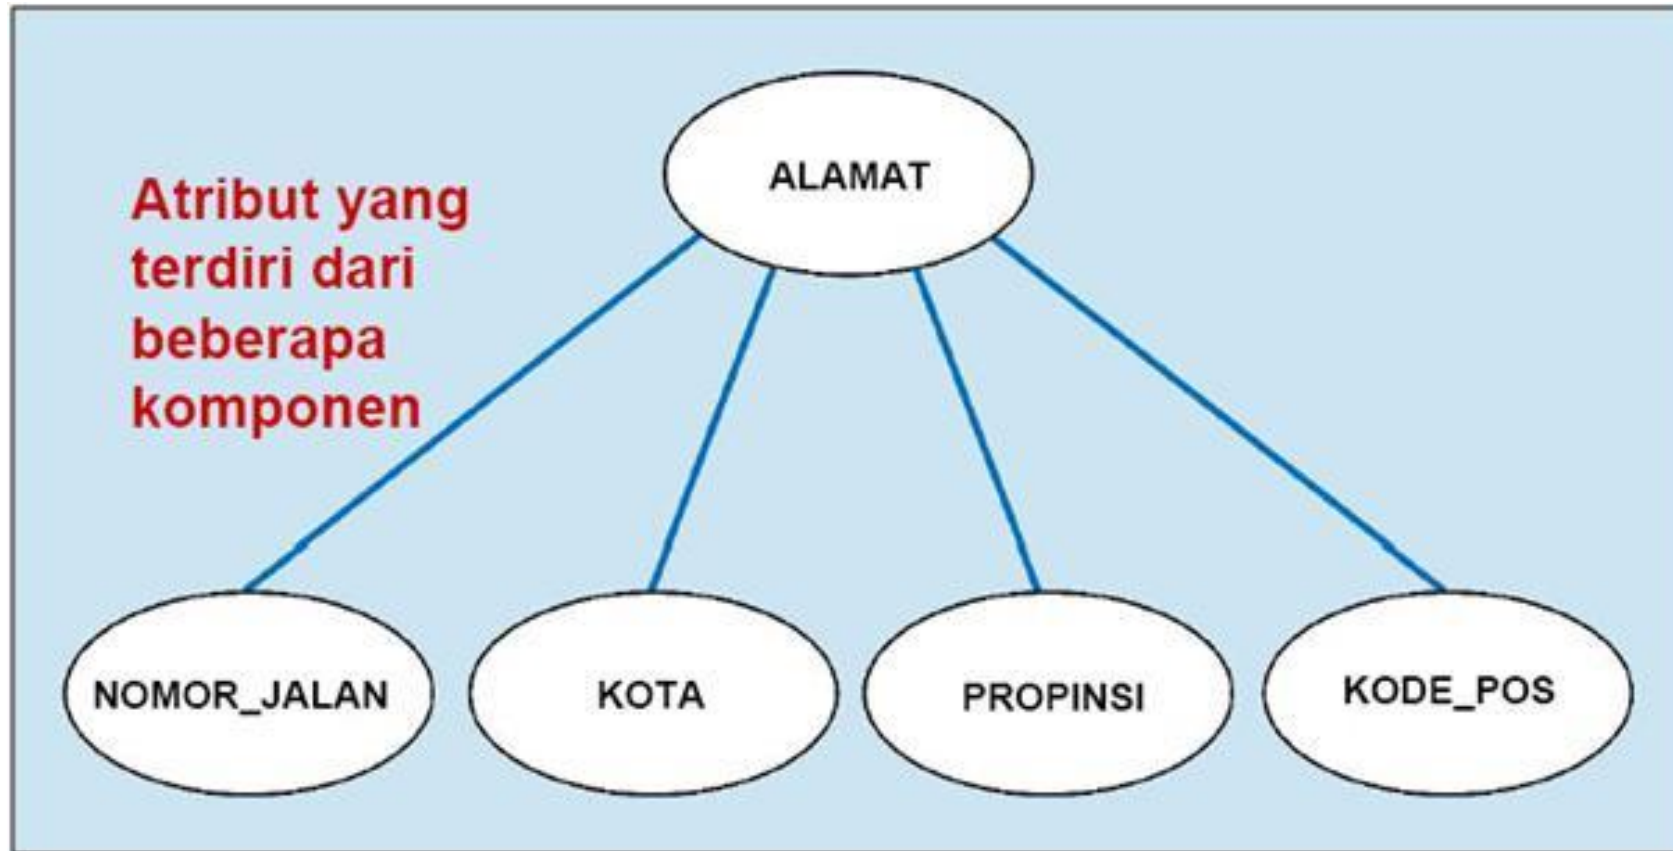 ALAMAT
Atribut yang
terdiri dari
beberapa
komponen
NOMOR_JALAN
KOTA
PROPINSI
KODE_POS